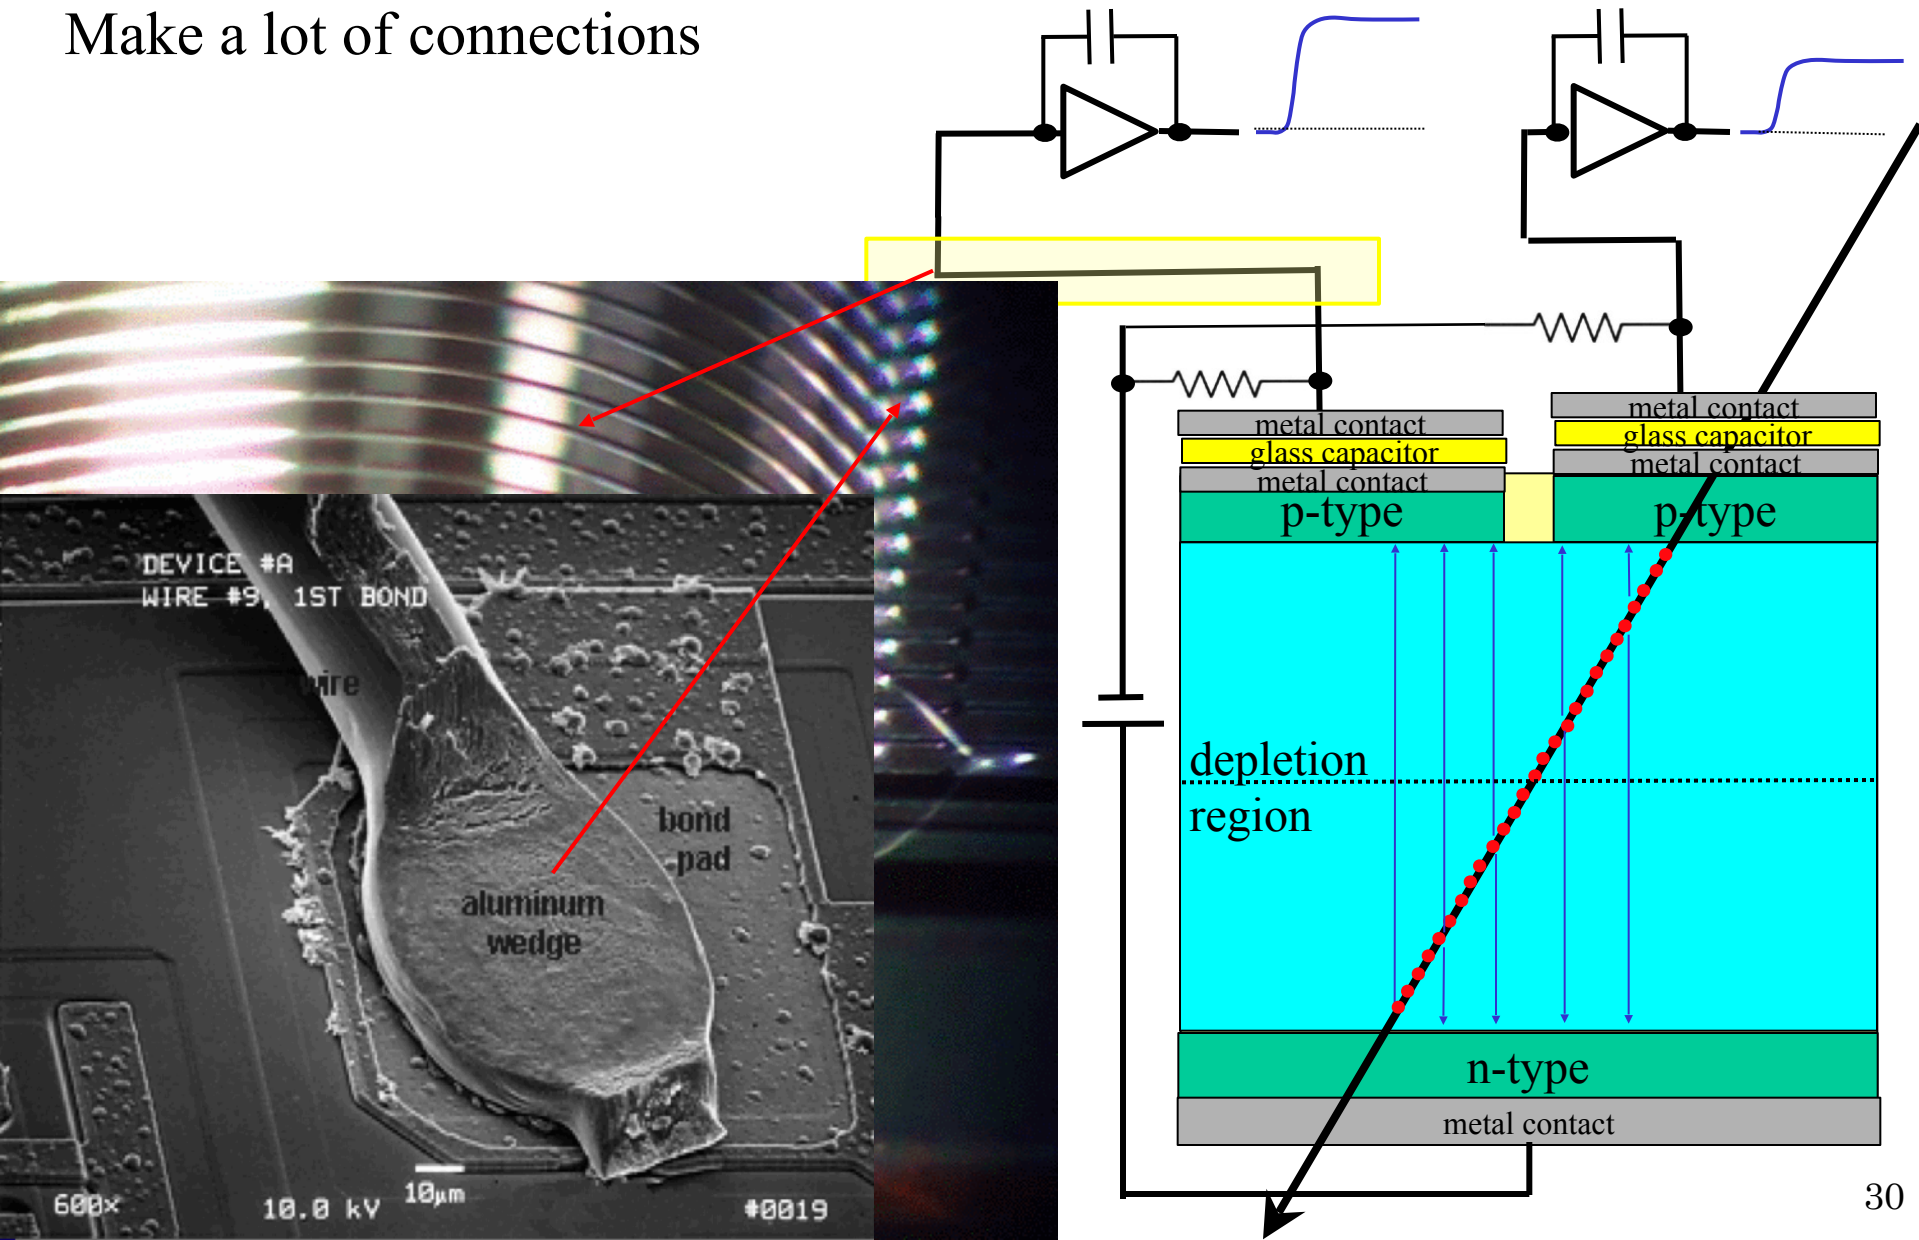 Make a lot of connections
DEVICE #A
WIRE #9, 1ST BOND
wire
bond
pad
aluminum
wedge
600x
10.0 kV
10μm
#0019
metal contact
glass capacitor
metal contact
p-type
metal contact
glass capacitor
metal contact
p-type
depletion
region
n-type
metal contact
30